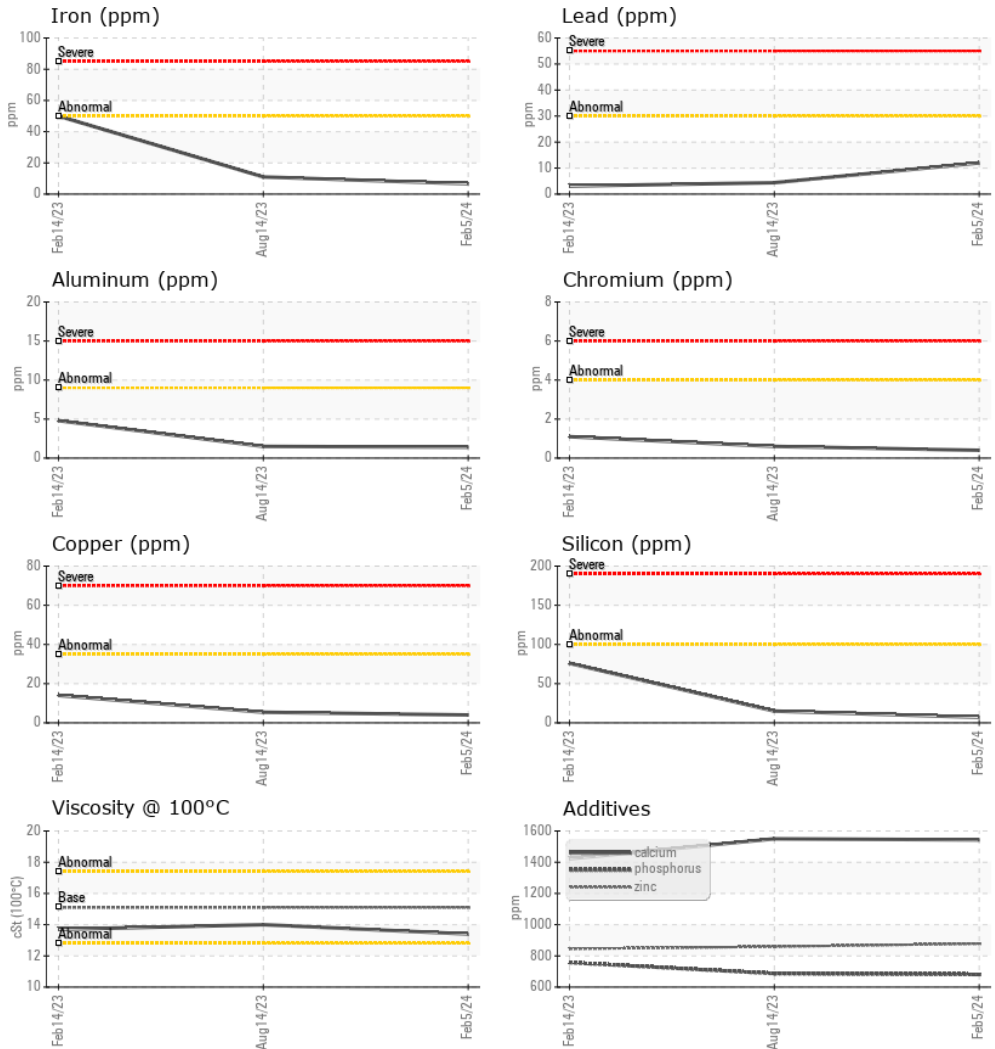 Iron (ppm)
100
80
60
40
20
0
ppm
Severe
Abnormal
Feb14/23
Aug14/23
Feb5/24
Lead (ppm)
60
50
40
30
20
10
0
ppm
Severe
Abnormal
Feb14/23
Aug14/23
Feb5/24
Aluminum (ppm)
20
15
10
5
0
ppm
Severe
Abnormal
Feb14/23
Aug14/23
Feb5/24
Chromium (ppm)
8
6
4
2
0
ppm
Severe
Abnormal
Feb14/23
Aug14/23
Feb5/24
Copper (ppm)
80
60
40
20
0
ppm
Severe
Abnormal
Feb14/23
Aug14/23
Feb5/24
Silicon (ppm)
200
150
100
50
0
ppm
Severe
Abnormal
Feb14/23
Aug14/23
Feb5/24
Viscosity @ 100°C
20
18
16
14
12
10
cSt (100°C)
Abnormal
Base
Abnormal
Feb14/23
Aug14/23
Feb5/24
Additives
1600
1400
1200
1000
800
600
ppm
calcium
phosphorus
zinc
Feb14/23
Aug14/23
Feb5/24